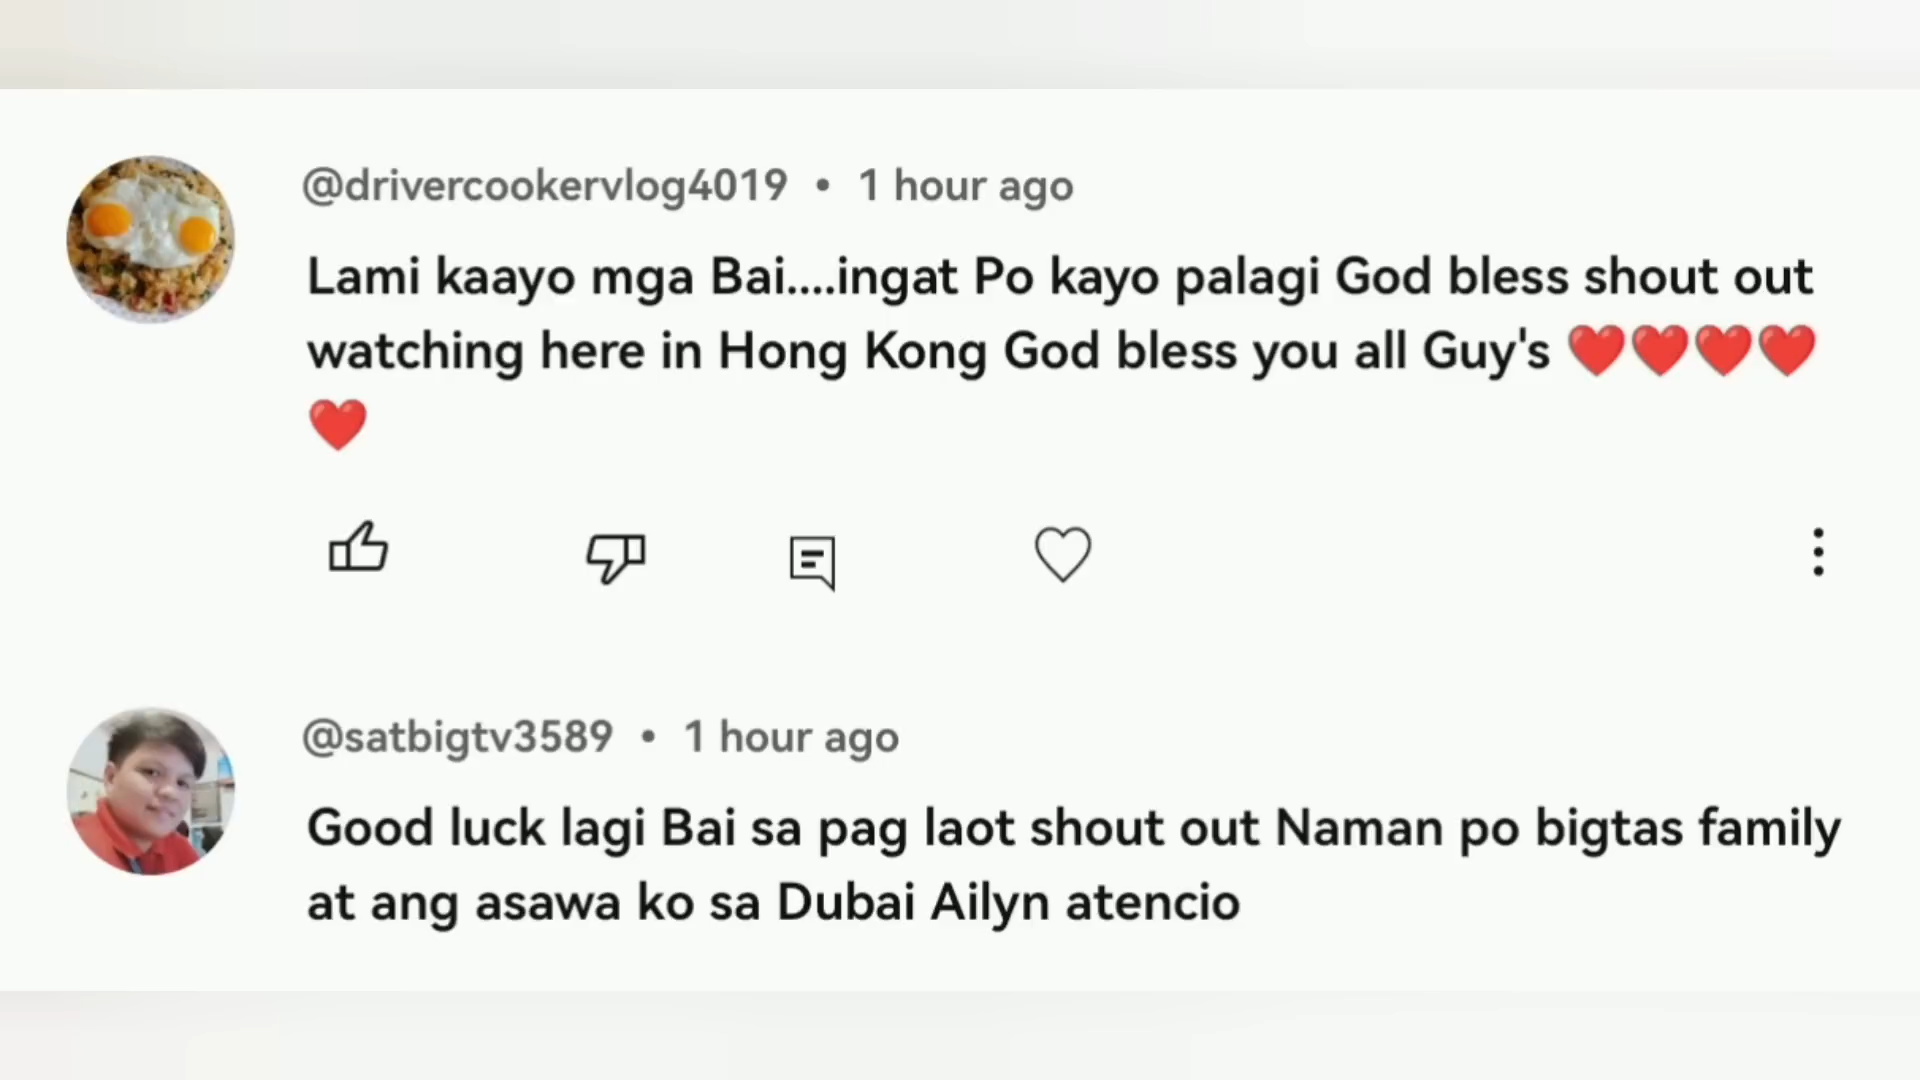 @drivercookervlog4019 • 1 hour ago
Lami kaayo mga Bai....ingat Po kayo palagi God bless shout out
watching here in Hong Kong God bless you all Guy's ❤️❤️❤️❤️
❤️
@satbigtv3589 • 1 hour ago
Good luck lagi Bai sa pag laot shout out Naman po bigtas family
at ang asawa ko sa Dubai Ailyn atencio